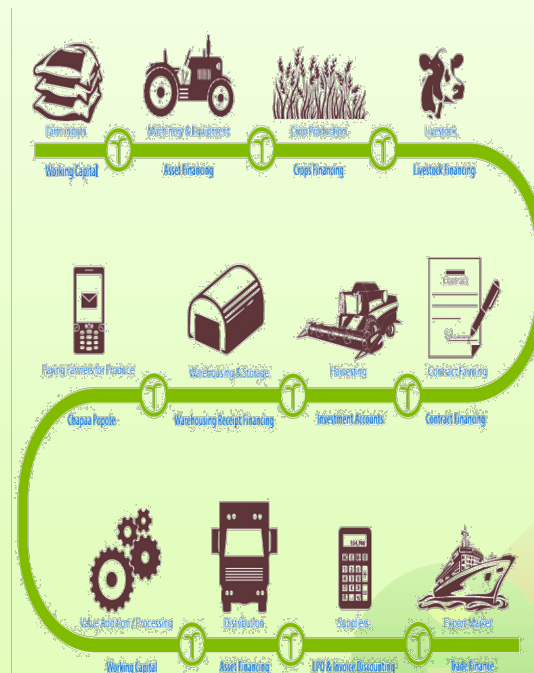 Farm Inputs
Machinery & Equipment
Crop Production
Livestock
Working Capital
Asset Financing
Crops Financing
Livestock Financing
Contract
Paying Farmers for Produce
Warehousing & Storage
Harvesting
Contract Farming
Chapaa Popote
Warehousing Receipt Financing
Investment Accounts
Contract Financing
Value Addition / Processing
Distribution
Suppliers
Export Market
Working Capital
Asset Financing
LPO & Invoice Discounting
Trade Finance